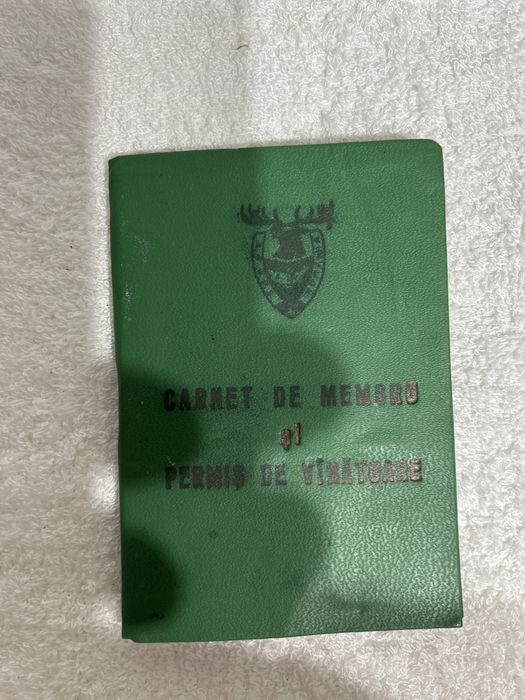 CARNET DE MEMBRU
și
PERMIS DE VÎNĂTOARE